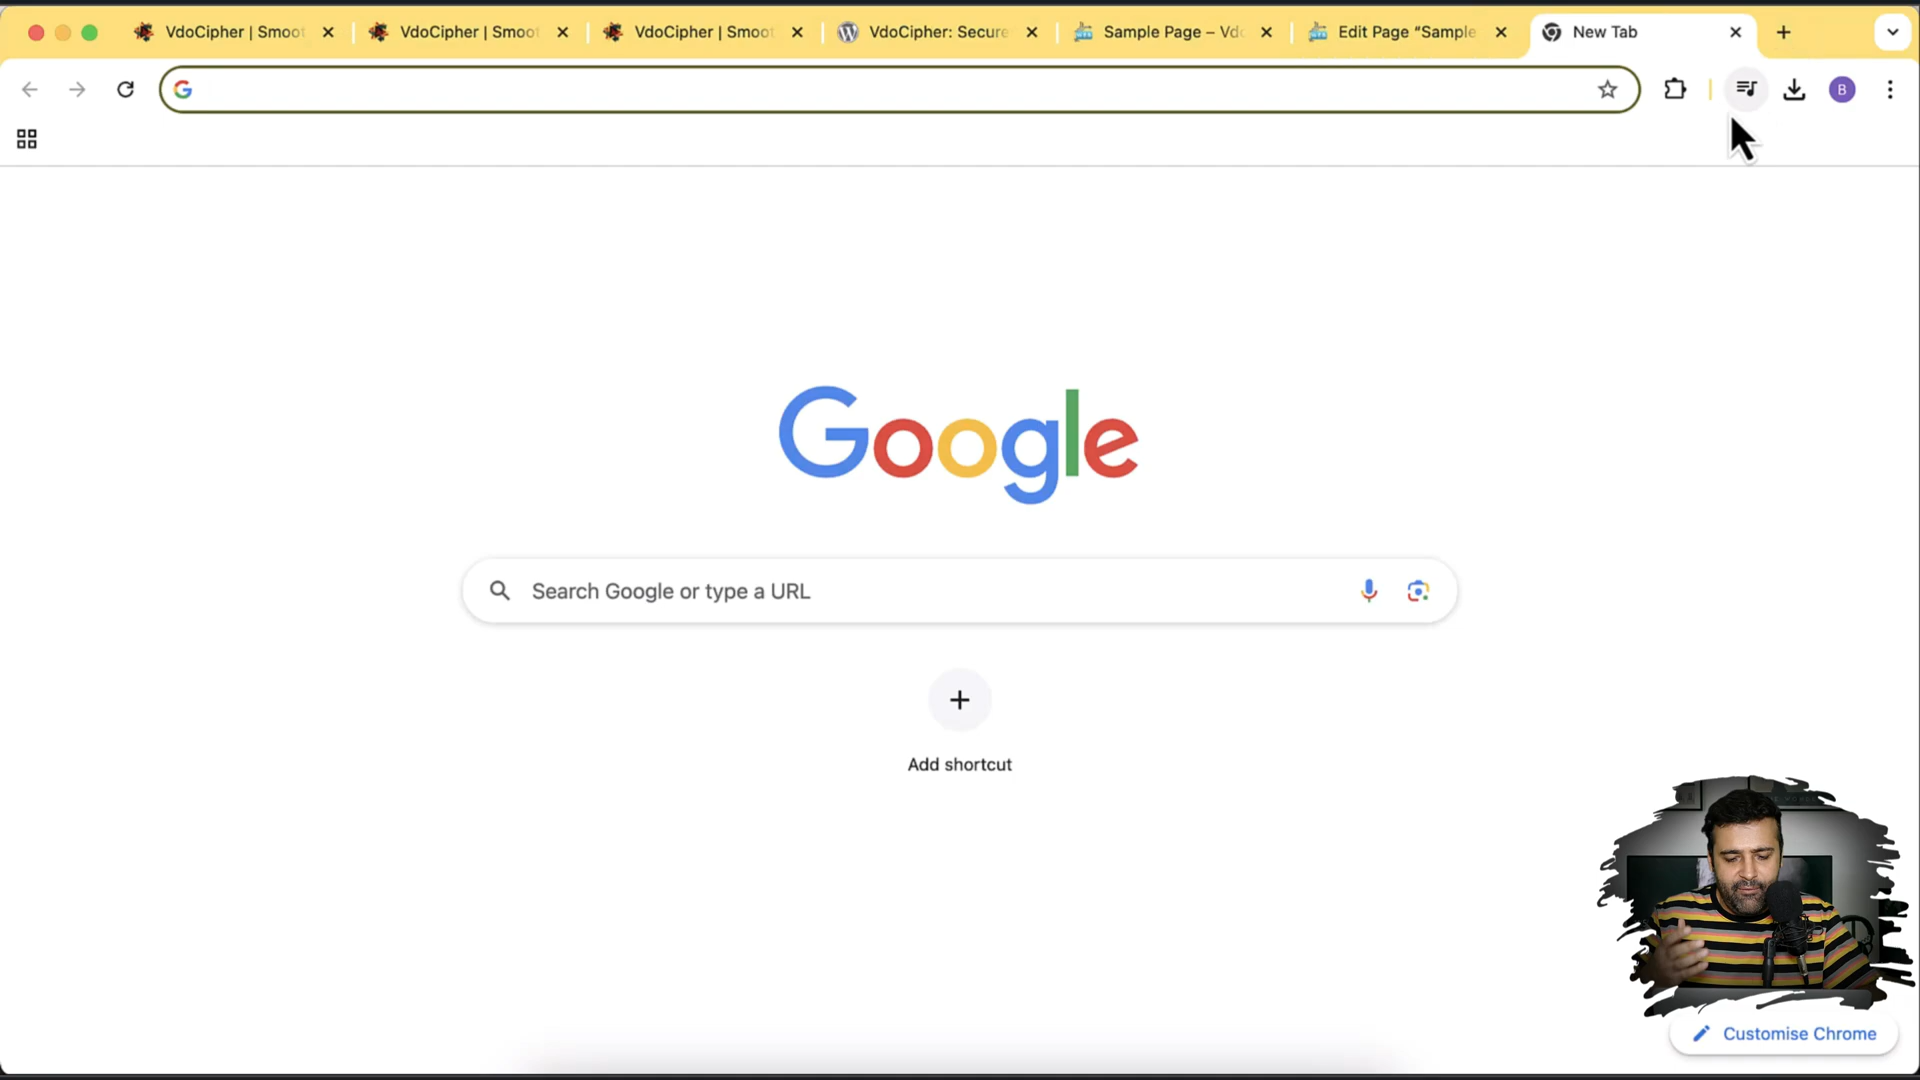 VdoCipher | Smoot
VdoCipher | Smoot
VdoCipher | Smoot
VdoCipher: Secure
Sample Page – Vdo
Edit Page “Sample
New Tab
B
Google
Search Google or type a URL
Add shortcut
Customise Chrome